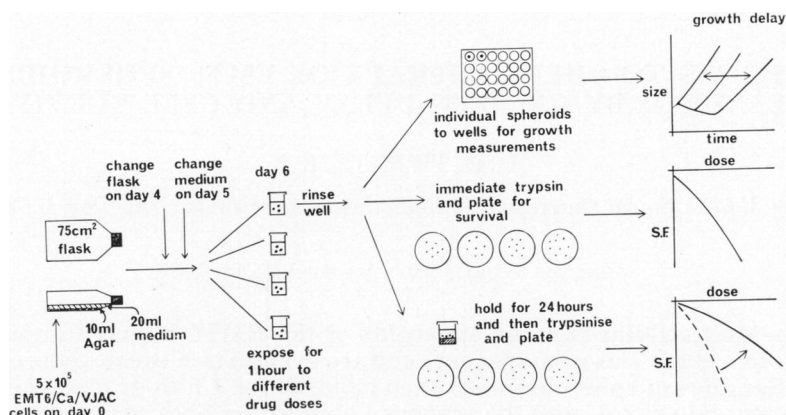 growth delay
size
time
individual spheroids
to wells for growth
measurements
change
flask
on day 4
change
medium
on day 5
day 6
rinse
well
75cm²
flask
10ml
Agar
20ml
medium
5 x 10⁵
EMT6/Ca/VJAC
cells on day 0
expose for
1 hour to
different
drug doses
immediate trypsin
and plate for
survival
dose
S.F.
hold for 24 hours
and then trypsinise
and plate
dose
S.F.